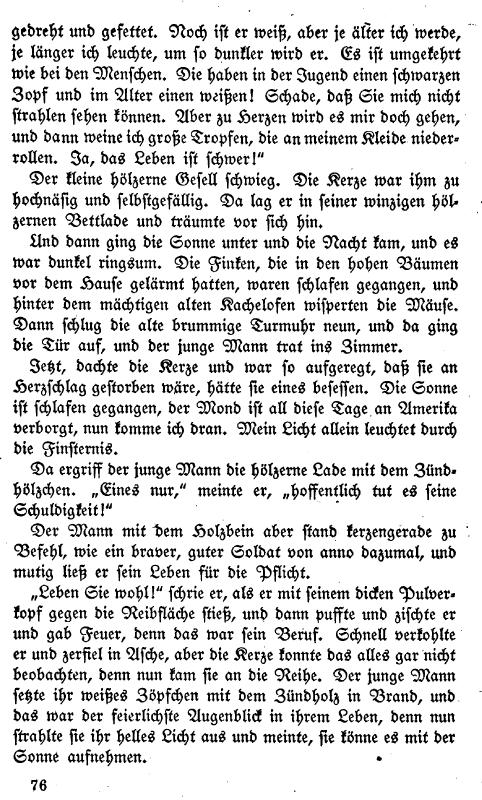 gedreht und gefettet. Noch ist er weiß, aber je älter ich werde,
je länger ich leuchte, um so dunkler wird er. Es ist umgekehrt
wie bei den Menschen. Die haben in der Jugend einen schwarzen
Zopf und im Alter einen weißen! Schade, daß Sie mich nicht
strahlen sehen können. Aber zu Herzen wird es mir doch gehen,
und dann weine ich große Tropfen, die an meinem Kleide nieder-
rollen. Ja, das Leben ist schwer!"
Der kleine hölzerne Gesell schwieg. Die Kerze war ihm zu
hochnäsig und selbstgefällig. Da lag er in seiner winzigen höl-
zernen Bettlade und träumte vor sich hin.
Und dann ging die Sonne unter und die Nacht kam, und es
war dunkel ringsum. Die Finken, die in den hohen Bäumen
vor dem Hause gelärmt hatten, waren schlafen gegangen, und
hinter dem mächtigen alten Kachelofen wisperten die Mäuse.
Dann schlug die alte brummige Turmuhr neun, und da ging
die Tür auf, und der junge Mann trat ins Zimmer.
Jetzt, dachte die Kerze und war so aufgeregt, daß sie an
Herzschlag gestorben wäre, hätte sie eines besessen. Die Sonne
ist schlafen gegangen, der Mond ist all diese Tage an Amerika
verborgt, nun komme ich dran. Mein Licht allein leuchtet durch
die Finsternis.
Da ergriff der junge Mann die hölzerne Lade mit dem Zünd-
hölzchen. „Eines nur,“ meinte er, „hoffentlich tut es seine
Schuldigkeit!"
Der Mann mit dem Holzbein aber stand kerzengerade zu
Befehl, wie ein braver, guter Soldat von anno dazumal, und
mutig ließ er sein Leben für die Pflicht.
„Leben Sie wohl!" schrie er, als er mit seinem dicken Pulver-
kopf gegen die Reibfläche stieß, und dann puffte und zischte er
und gab Feuer, denn das war sein Beruf. Schnell verkohlte
er und zerfiel in Asche, aber die Kerze konnte das alles gar nicht
beobachten, denn nun kam sie an die Reihe. Der junge Mann
setzte ihr weißes Zöpfchen mit dem Zündholz in Brand, und
das war der feierlichste Augenblick in ihrem Leben, denn nun
strahlte sie ihr helles Licht aus und meinte, sie könne es mit der
Sonne aufnehmen.
76